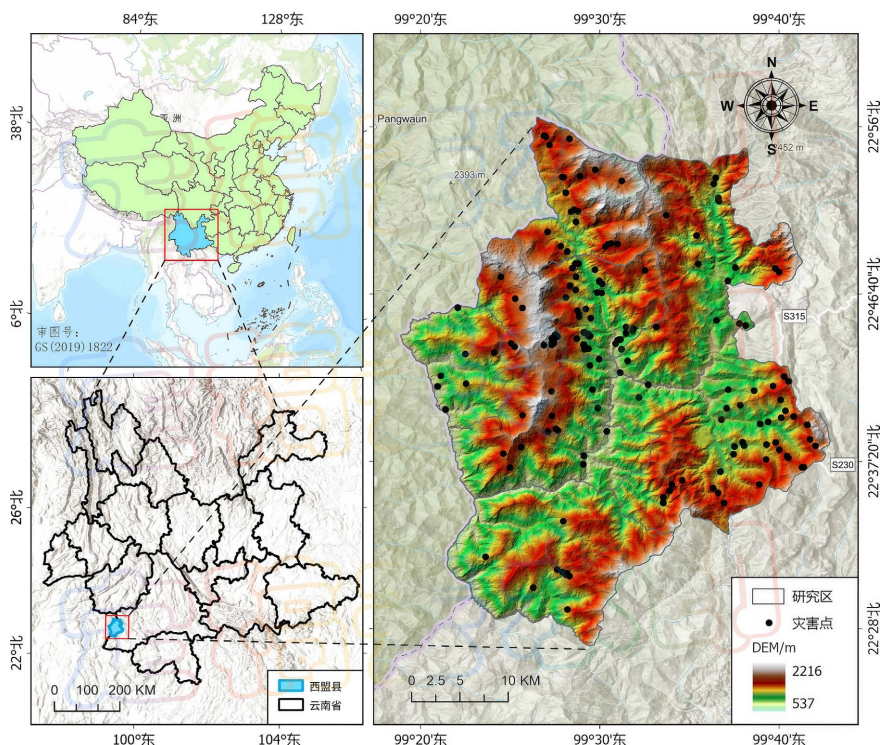 84°东
128°东
99°20′东
99°30′东
99°40′东
38°北
6°北
亚 洲
审图号：
GS(2019)1822
Pangwaun
2393 m
N
W
E
S
452 m
22°56′北
22°46′40″北
S315
22°37′20″北
S230
22°28′北
26°北
22°北
0 100 200 KM
西盟县
云南省
0 2.5 5 10 KM
研究区
灾害点
DEM/m
2216
537
100°东
104°东
99°20′东
99°30′东
99°40′东